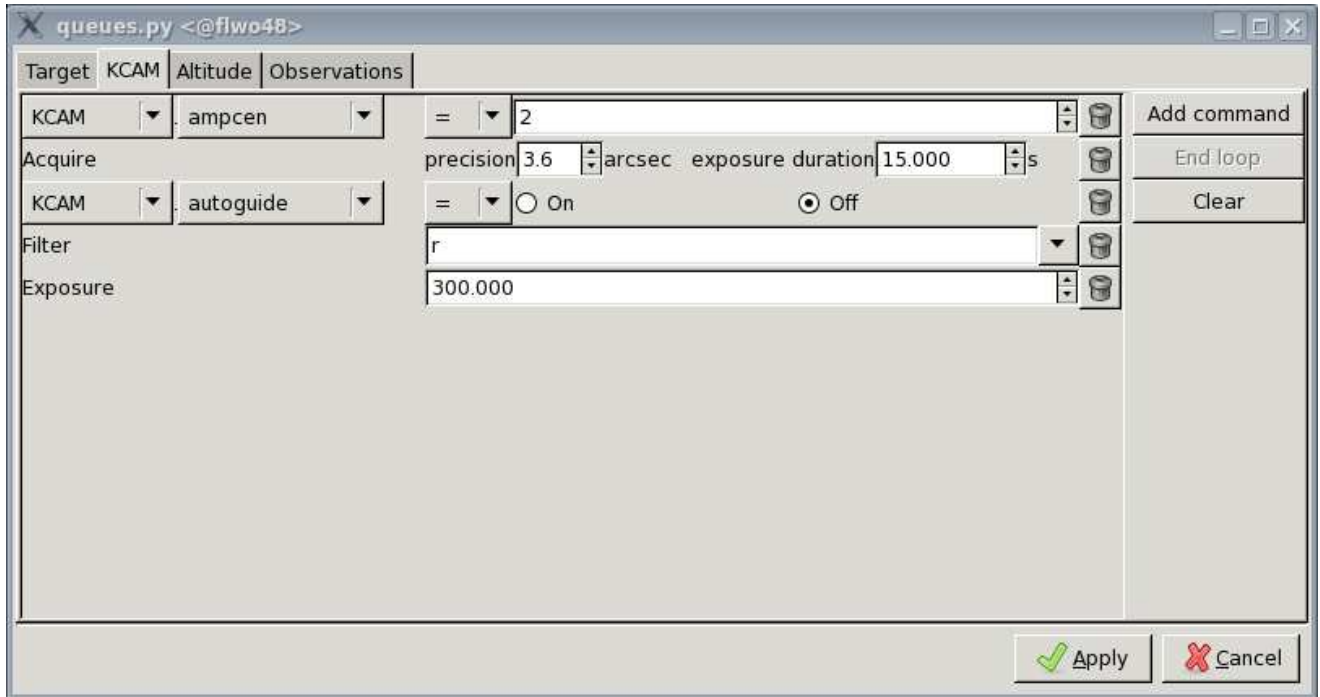 queues.py <@flwo48>
Target KCAM Altitude Observations
KCAM . ampcen = 2 Add command
Acquire precision 3.6 arcsec exposure duration 15.000 s End loop
KCAM . autoguide = On Off Clear
Filter r
Exposure 300.000
Apply Cancel